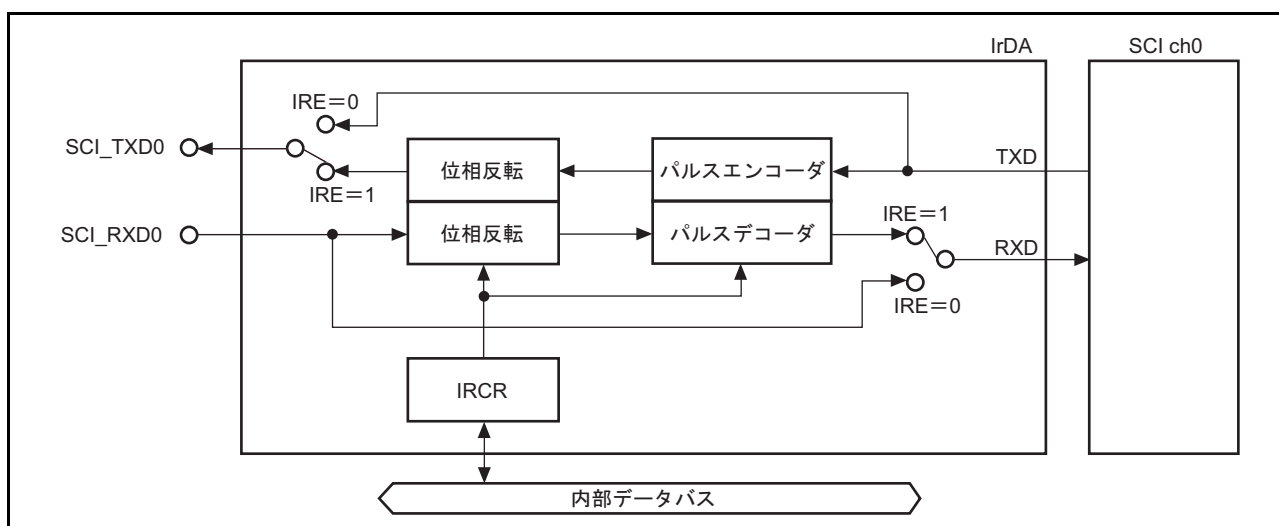 IrDA
SCI ch0
IRE＝0
SCI_TXD0
位相反転
パルスエンコーダ
TXD
IRE＝1
SCI_RXD0
位相反転
パルスデコーダ
IRE＝1
RXD
IRE＝0
IRCR
内部データバス